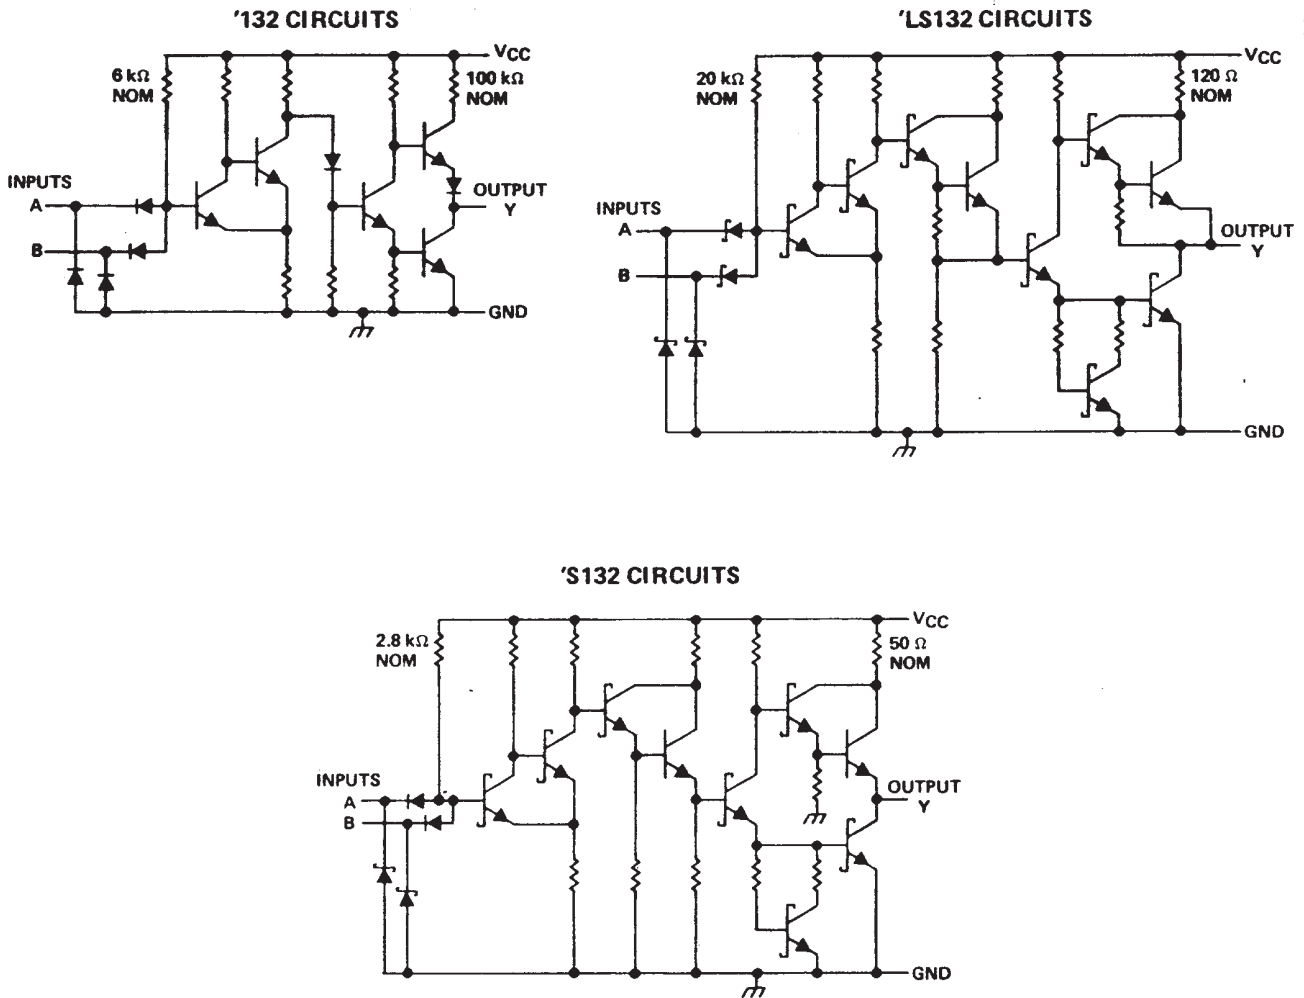 '132 CIRCUITS
VCC
6 kΩ
NOM
100 kΩ
NOM
INPUTS
A
B
OUTPUT
Y
GND
'LS132 CIRCUITS
VCC
20 kΩ
NOM
120 Ω
NOM
INPUTS
A
B
OUTPUT
Y
GND
'S132 CIRCUITS
VCC
2.8 kΩ
NOM
50 Ω
NOM
INPUTS
A
B
OUTPUT
Y
GND